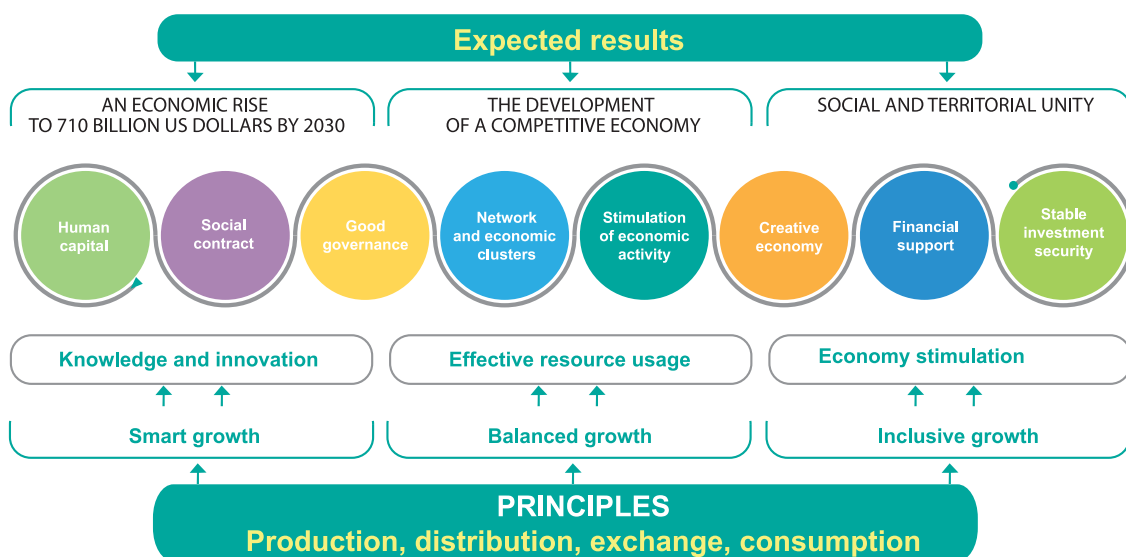 Expected results
AN ECONOMIC RISE
TO 710 BILLION US DOLLARS BY 2030
THE DEVELOPMENT
OF A COMPETITIVE ECONOMY
SOCIAL AND TERRITORIAL UNITY
Human
capital
Social
contract
Good
governance
Network
and economic
clusters
Stimulation
of economic
activity
Creative
economy
Financial
support
Stable
investment
security
Knowledge and innovation
Effective resource usage
Economy stimulation
Smart growth
Balanced growth
Inclusive growth
PRINCIPLES
Production, distribution, exchange, consumption